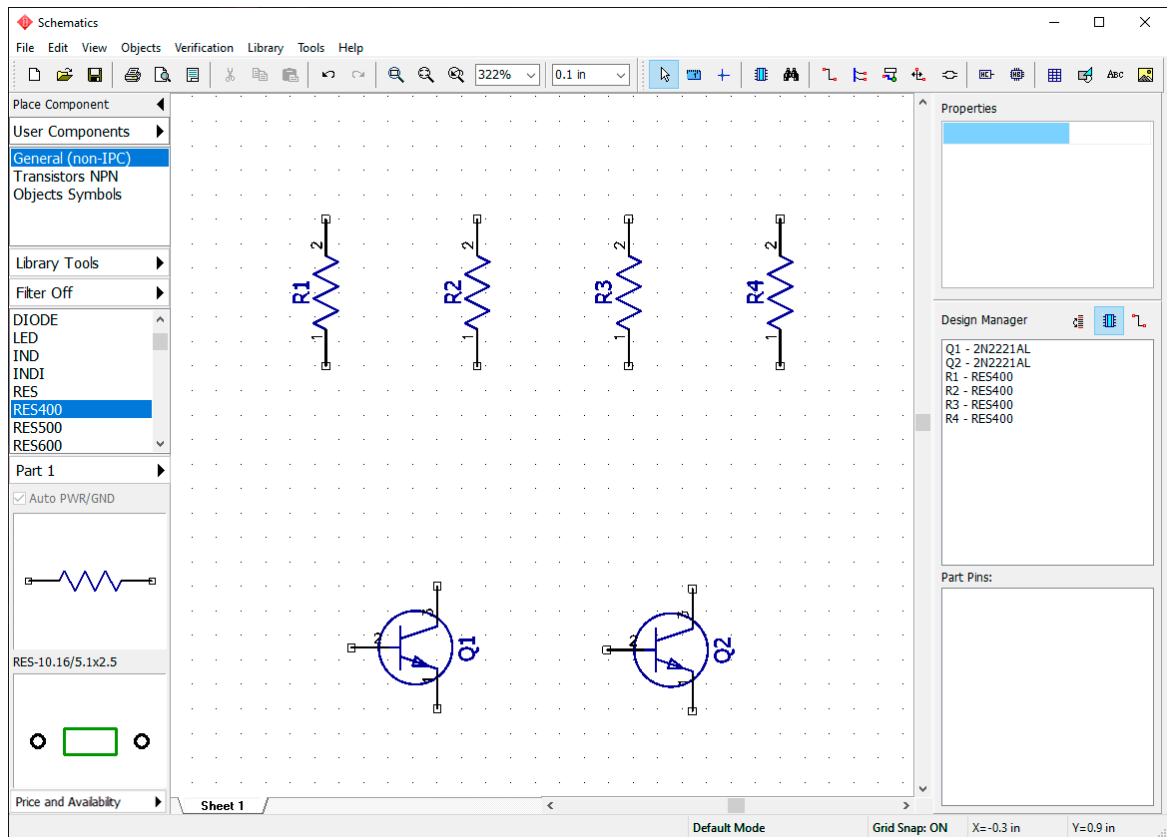 Schematics
File Edit View Objects Verification Library Tools Help
322% 0.1 in ABC
Place Component
User Components
General (non-IPC)
Transistors NPN
Objects Symbols
Library Tools
Filter Off
DIODE
LED
IND
INDI
RES
RES400
RES500
RES600
Part 1
Auto PWR/GND
RES-10.16/5.1x2.5
Price and Availability
2 2 2 2
R1 R2 R3 R4
1 1 1 1
3 3
2 2
Q1 Q2
1 1
Sheet 1
Properties
Design Manager
Q1 - 2N2221AL
Q2 - 2N2221AL
R1 - RES400
R2 - RES400
R3 - RES400
R4 - RES400
Part Pins:
Default Mode Grid Snap: ON X=-0.3 in Y=0.9 in